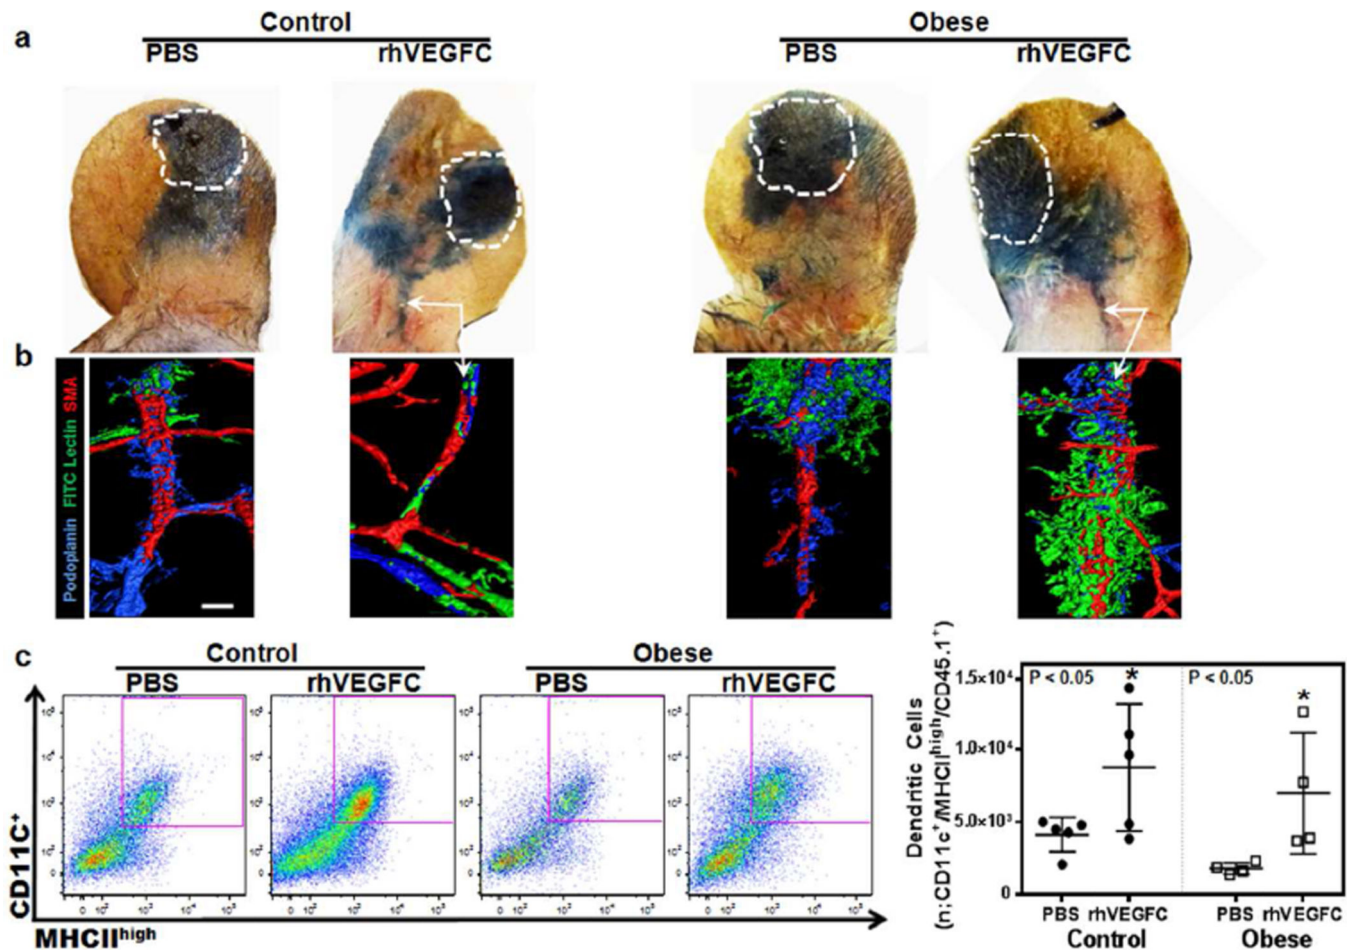 a
Control
Obese
PBS
rhVEGFC
PBS
rhVEGFC
b
Podoplanin FITC Lectin SMA
c
Control
Obese
PBS
rhVEGFC
PBS
rhVEGFC
CD11C⁺
MHCIIʰⁱᵍʰ
Dendritic Cells
(n;CD11c⁺/MHCIIʰⁱᵍʰ/CD45.1⁺)
1.5×10⁴
1.0×10⁴
5.0×10³
0
P < 0.05
*
P < 0.05
*
PBS rhVEGFC
PBS rhVEGFC
Control
Obese